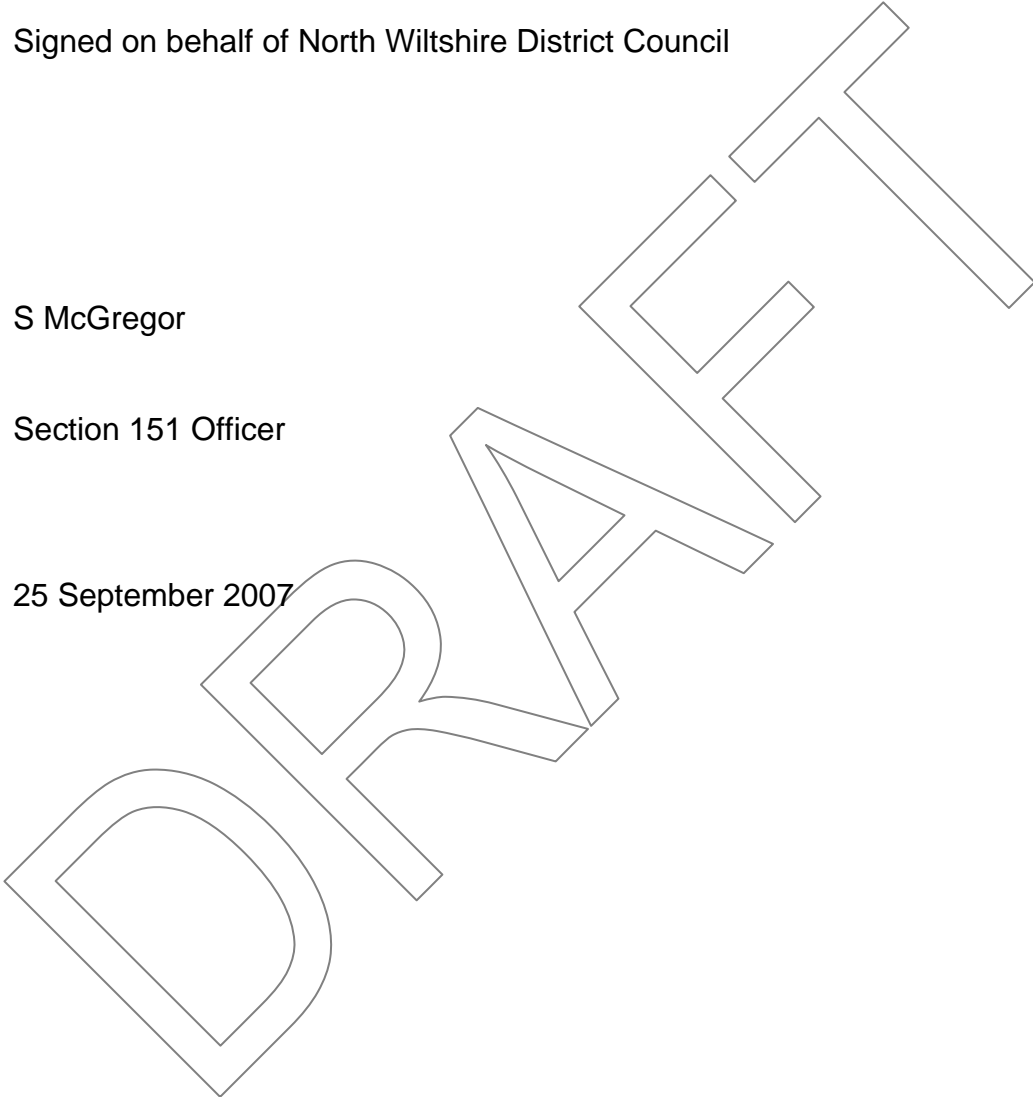 Signed on behalf of North Wiltshire District Council
S McGregor
Section 151 Officer
25 September 2007
DRAFT